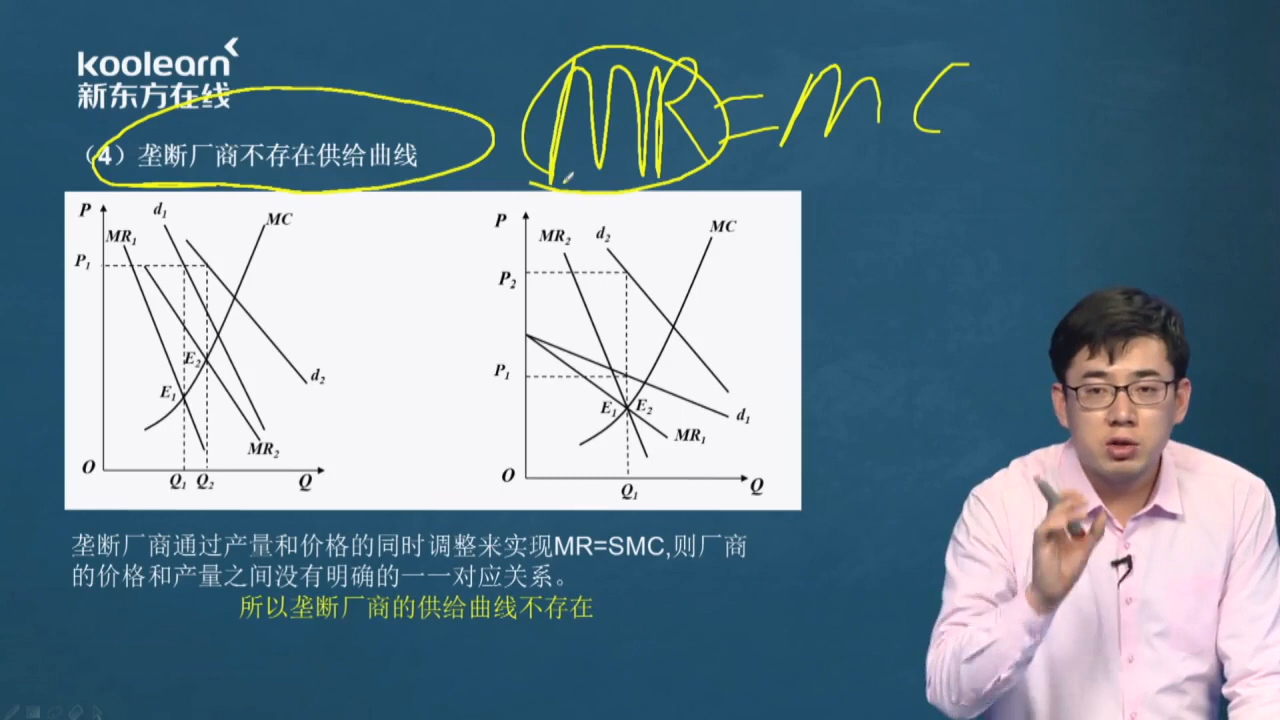 koolearn
新东方在线
MR=MC
（4）垄断厂商不存在供给曲线
P
d₁
MC
MR₁
P₁
E₂
E₁
d₂
MR₂
O
Q₁
Q₂
Q
P
MR₂
d₂
MC
P₂
P₁
E₁
E₂
d₁
MR₁
O
Q₁
Q
垄断厂商通过产量和价格的同时调整来实现MR=SMC,则厂商
的价格和产量之间没有明确的一一对应关系。
所以垄断厂商的供给曲线不存在